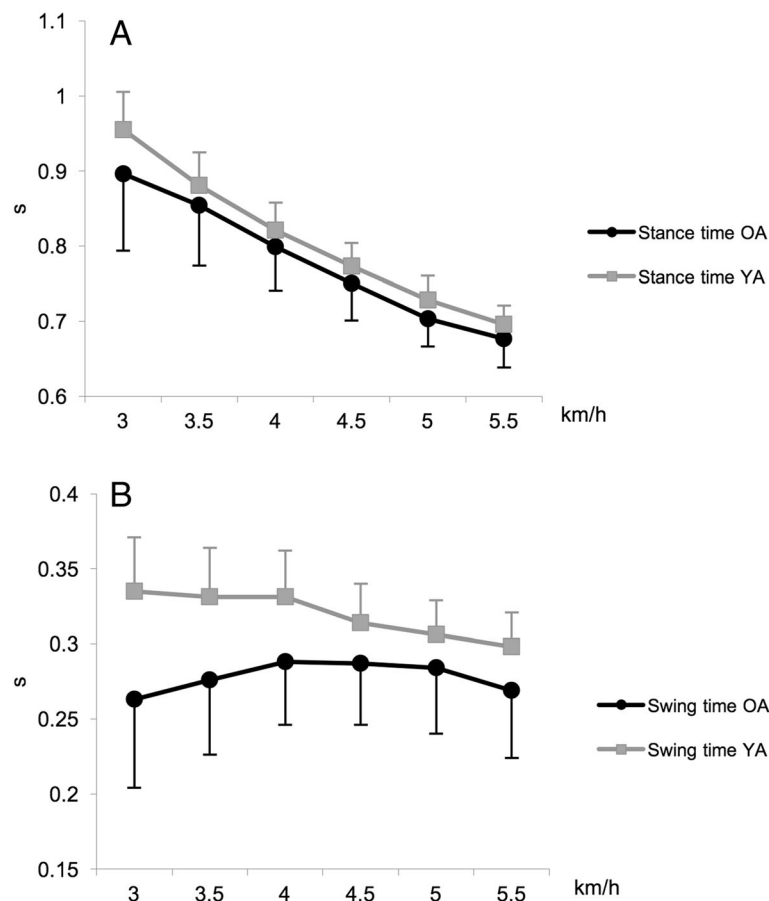 A
1.1
1
0.9
0.8
0.7
0.6
s
3 3.5 4 4.5 5 5.5 km/h
Stance time OA
Stance time YA
B
0.4
0.35
0.3
0.25
0.2
0.15
s
3 3.5 4 4.5 5 5.5 km/h
Swing time OA
Swing time YA